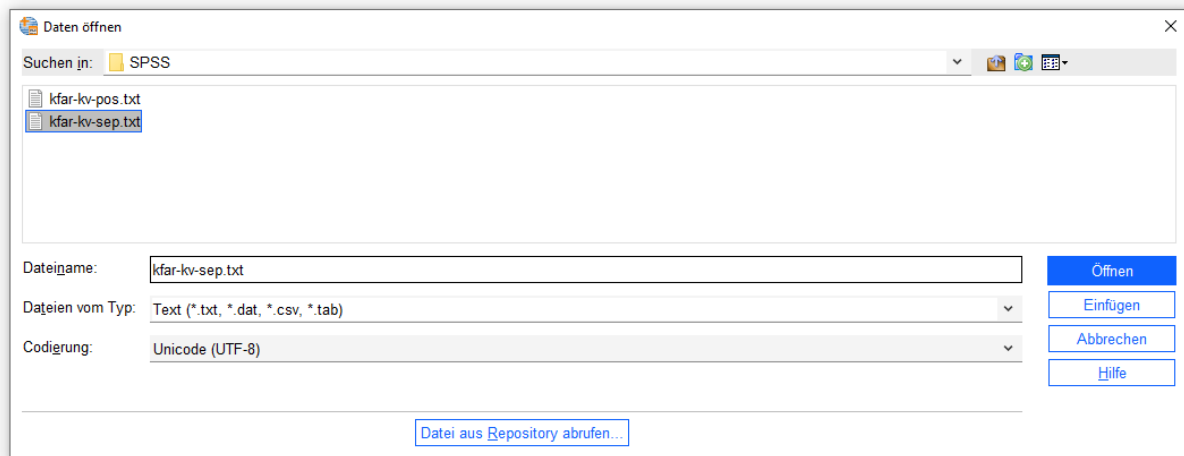 Daten öffnen
Suchen in: SPSS
kfar-kv-pos.txt
kfar-kv-sep.txt
Dateiname: kfar-kv-sep.txt Öffnen
Dateien vom Typ: Text (*.txt, *.dat, *.csv, *.tab) Einfügen
Codierung: Unicode (UTF-8) Abbrechen
Hilfe
Datei aus Repository abrufen...